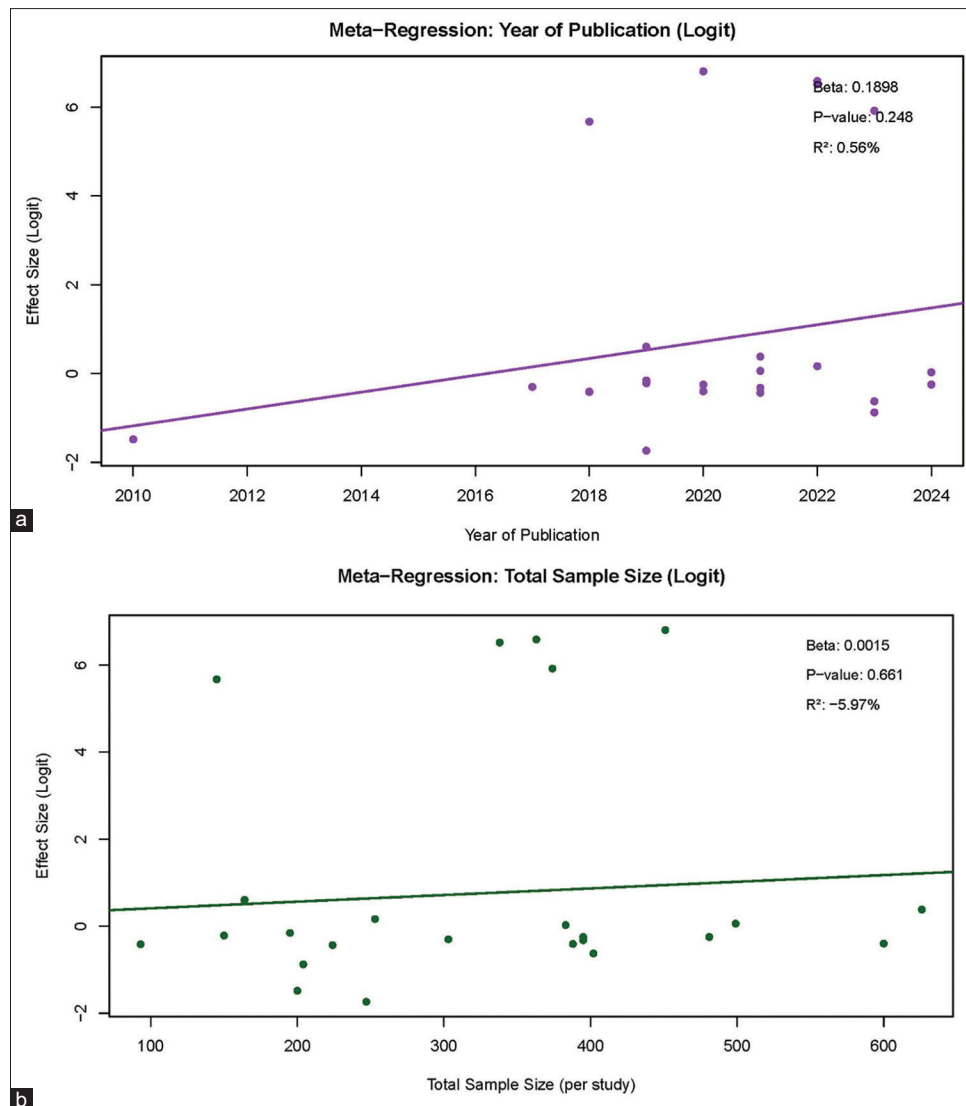 Meta−Regression: Year of Publication (Logit)
Beta: 0.1898
P−value: 0.248
R²: 0.56%
Effect Size (Logit)
6
4
2
0
−2
2010 2012 2014 2016 2018 2020 2022 2024
Year of Publication
a
Meta−Regression: Total Sample Size (Logit)
Beta: 0.0015
P−value: 0.661
R²: −5.97%
Effect Size (Logit)
6
4
2
0
−2
100 200 300 400 500 600
Total Sample Size (per study)
b